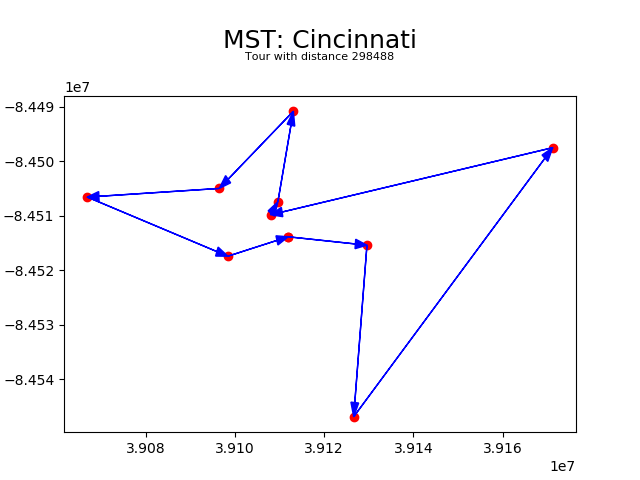 MST: Cincinnati
Tour with distance 298488
1e7
−8.449
−8.450
−8.451
−8.452
−8.453
−8.454
3.908 3.910 3.912 3.914 3.916
1e7